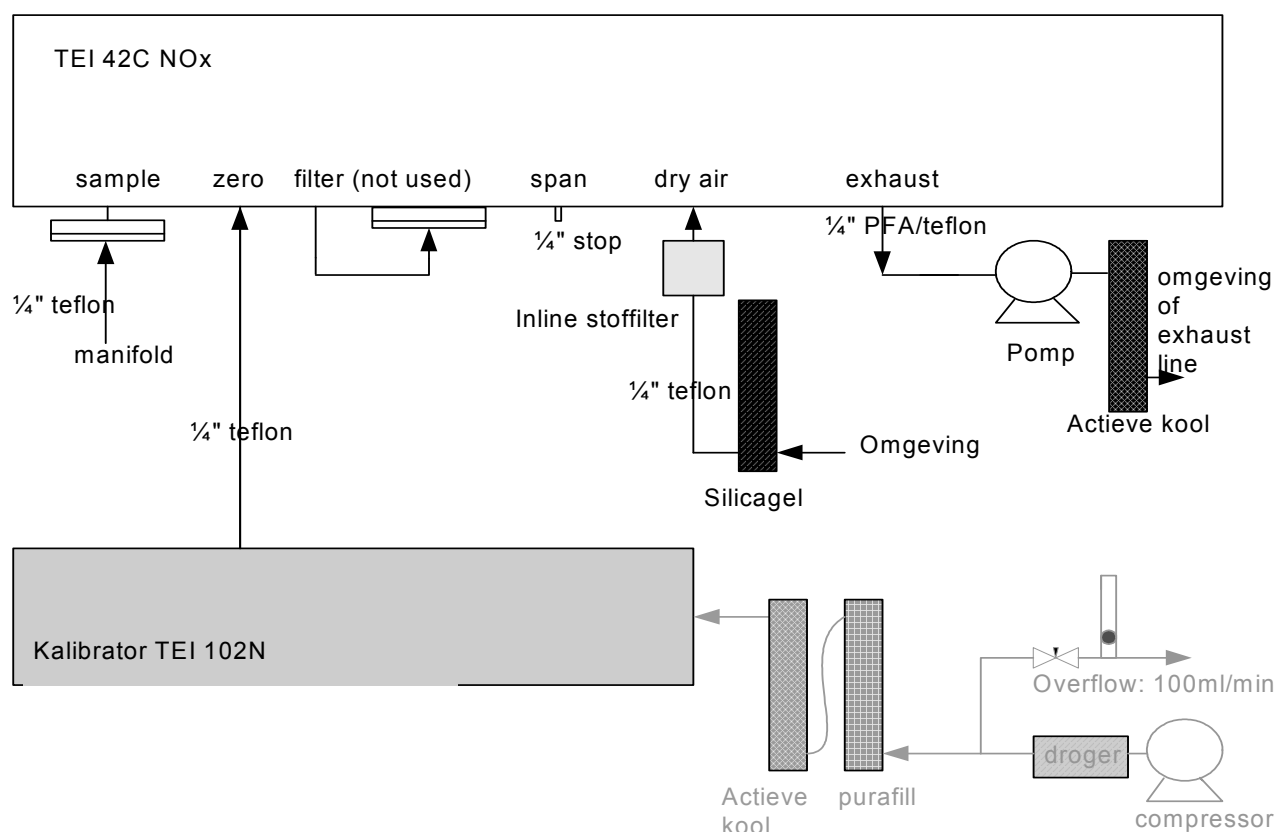 TEI 42C NOx
sample
zero
filter (not used)
span
dry air
exhaust
¼" stop
¼" PFA/teflon
¼" teflon
manifold
Inline stoffilter
Pomp
omgeving
of
exhaust
line
¼" teflon
¼" teflon
Actieve kool
Omgeving
Silicagel
Kalibrator TEI 102N
Overflow: 100ml/min
droger
Actieve
kool
purafill
compressor